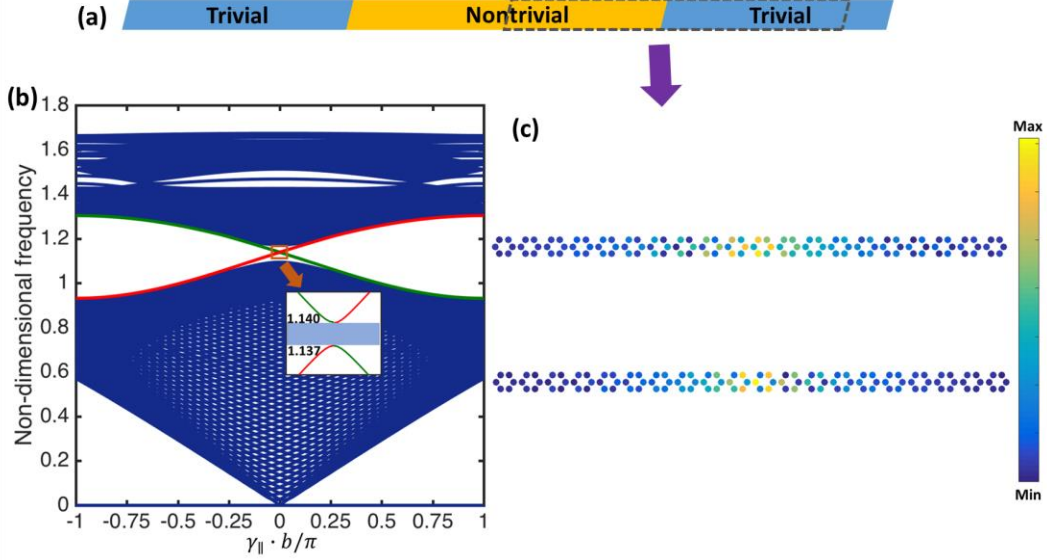 (a)
Trivial
Nontrivial
Trivial
(b)
Non-dimensional frequency
1.8
1.6
1.4
1.2
1
0.8
0.6
0.4
0.2
0
1.140
1.137
-1
-0.75
-0.5
-0.25
0
0.25
0.5
0.75
1
γ∥ · b/π
(c)
Max
Min